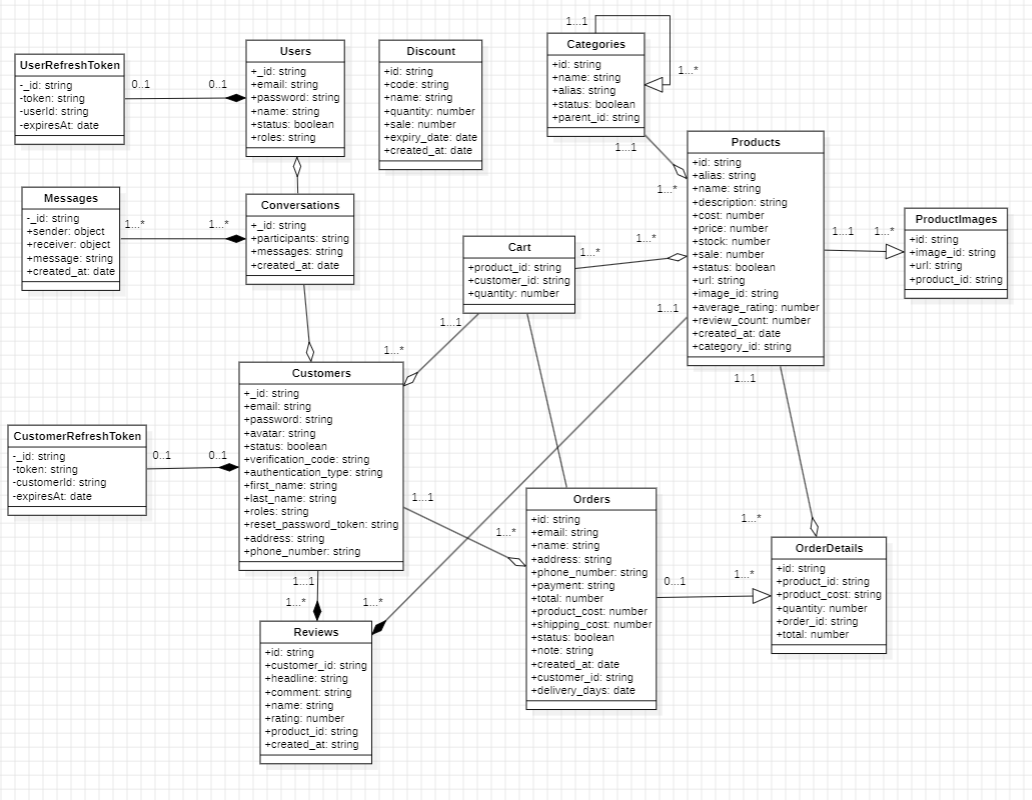 UserRefreshToken
-_id: string
-token: string
-userId: string
-expiresAt: date
0..1
0..1
Users
+_id: string
+email: string
+password: string
+name: string
+status: boolean
+roles: string
Discount
+id: string
+code: string
+name: string
+quantity: number
+sale: number
+expiry_date: date
+created_at: date
1...1
Categories
+id: string
+name: string
+alias: string
+status: boolean
+parent_id: string
1...*
1...1
1...*
Products
+id: string
+alias: string
+name: string
+description: string
+cost: number
+price: number
+stock: number
+sale: number
+status: boolean
+url: string
+image_id: string
+average_rating: number
+review_count: number
+created_at: date
+category_id: string
1...1
1...*
ProductImages
+id: string
+image_id: string
+url: string
+product_id: string
Messages
-_id: string
+sender: object
+receiver: object
+message: string
+created_at: date
1...*
1...*
Conversations
+_id: string
+participants: string
+messages: string
+created_at: date
Cart
+product_id: string
+customer_id: string
+quantity: number
1...*
1...*
1...1
1...*
1...1
1...1
Customers
+_id: string
+email: string
+password: string
+avatar: string
+status: boolean
+verification_code: string
+authentication_type: string
+first_name: string
+last_name: string
+roles: string
+reset_password_token: string
+address: string
+phone_number: string
CustomerRefreshToken
-_id: string
-token: string
-customerId: string
-expiresAt: date
0..1
0..1
1...1
1...*
Orders
+id: string
+email: string
+name: string
+address: string
+phone_number: string
+payment: string
+total: number
+product_cost: number
+shipping_cost: number
+status: boolean
+note: string
+created_at: date
+customer_id: string
+delivery_days: date
0...1
1...*
1...*
OrderDetails
+id: string
+product_id: string
+product_cost: string
+quantity: number
+order_id: string
+total: number
1...1
1...*
1...*
Reviews
+id: string
+customer_id: string
+headline: string
+comment: string
+name: string
+rating: number
+product_id: string
+created_at: string